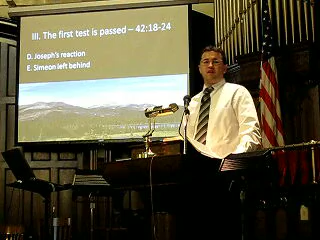 III. The first test is passed – 42:18-24
D. Joseph's reaction
E. Simeon left behind